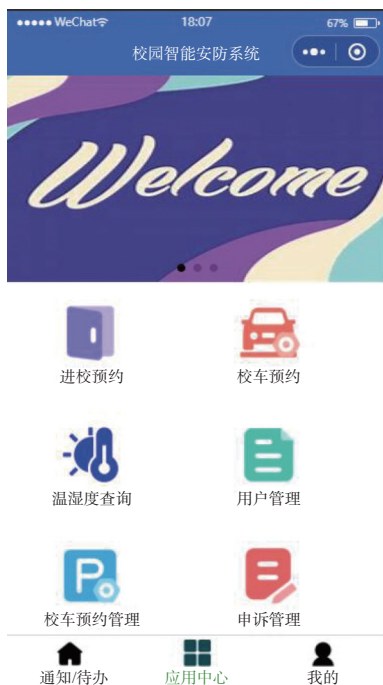 WeChat 18:07 67%
校园智能安防系统
Welcome
进校预约 校车预约
温湿度查询 用户管理
P
校车预约管理 申诉管理
通知/待办 应用中心 我的